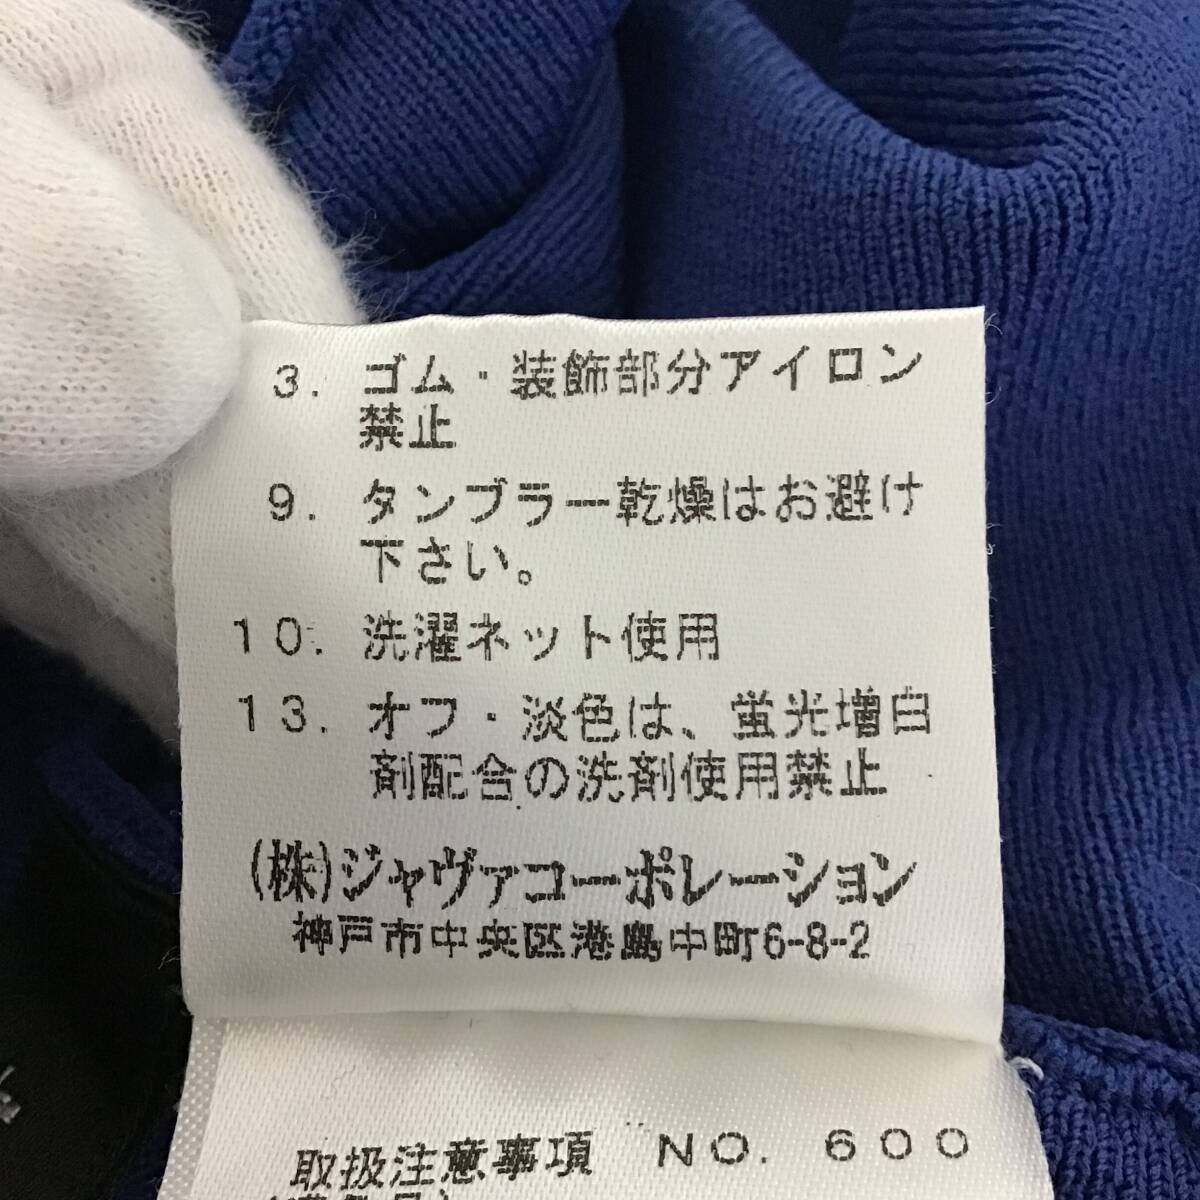 3. ゴム・装飾部分アイロン
禁止
9. タンブラー乾燥はお避け
下さい。
10. 洗濯ネット使用
13. オフ・淡色は、蛍光増白
剤配合の洗剤使用禁止
(株)ジャヴァコーポレーション
神戸市中央区港島中町6-8-2
取扱注意事項 NO. 600